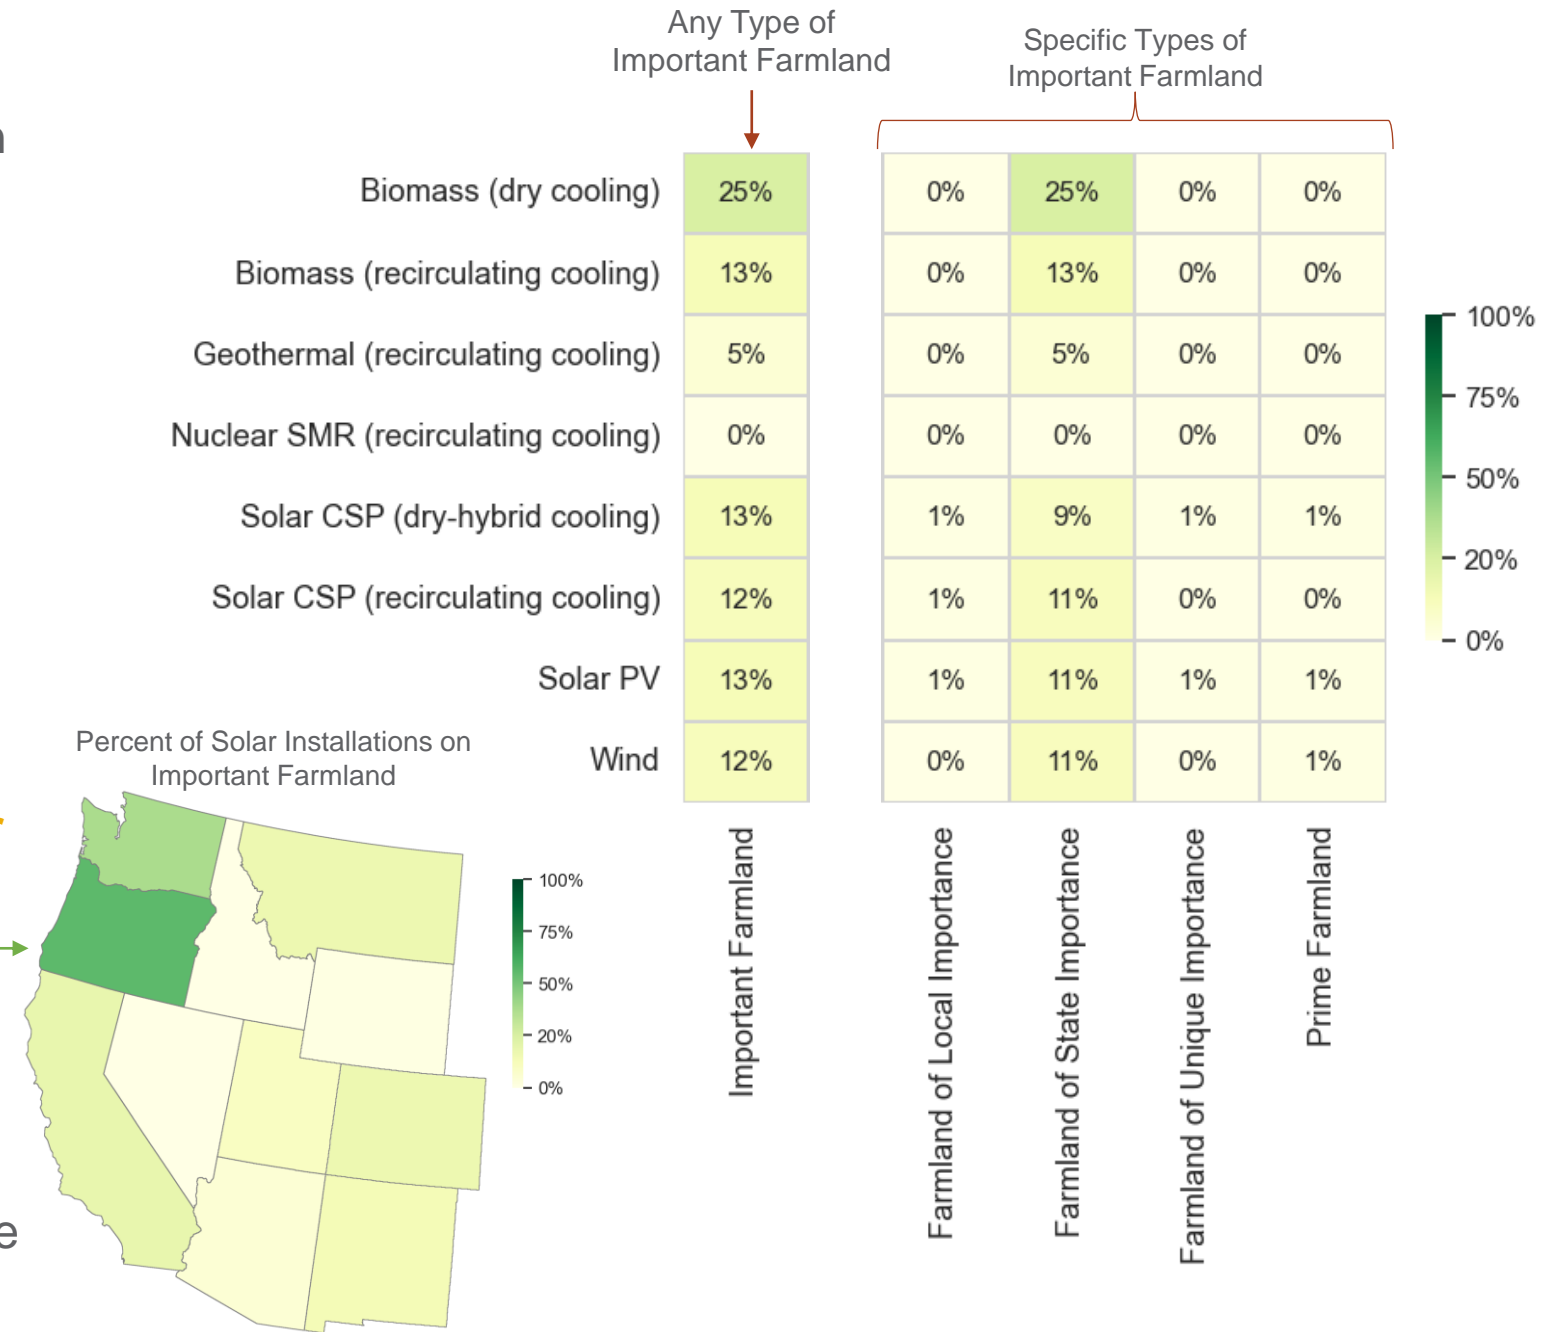 Any Type of
Important Farmland
Specific Types of
Important Farmland
Biomass (dry cooling) 25% 0% 25% 0% 0%
Biomass (recirculating cooling) 13% 0% 13% 0% 0%
Geothermal (recirculating cooling) 5% 0% 5% 0% 0%
Nuclear SMR (recirculating cooling) 0% 0% 0% 0% 0%
Solar CSP (dry-hybrid cooling) 13% 1% 9% 1% 1%
Solar CSP (recirculating cooling) 12% 1% 11% 0% 0%
Solar PV 13% 1% 11% 1% 1%
Wind 12% 0% 11% 0% 1%
Important Farmland
Farmland of Local Importance
Farmland of State Importance
Farmland of Unique Importance
Prime Farmland
100%
75%
50%
20%
0%
Percent of Solar Installations on
Important Farmland
100%
75%
50%
20%
0%
e